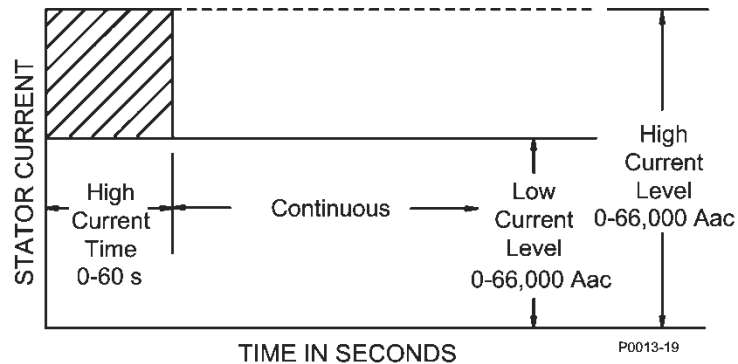 STATOR CURRENT
High
Current
Time
0-60 s
Continuous
Low
Current
Level
0-66,000 Aac
High
Current
Level
0-66,000 Aac
TIME IN SECONDS
P0013-19